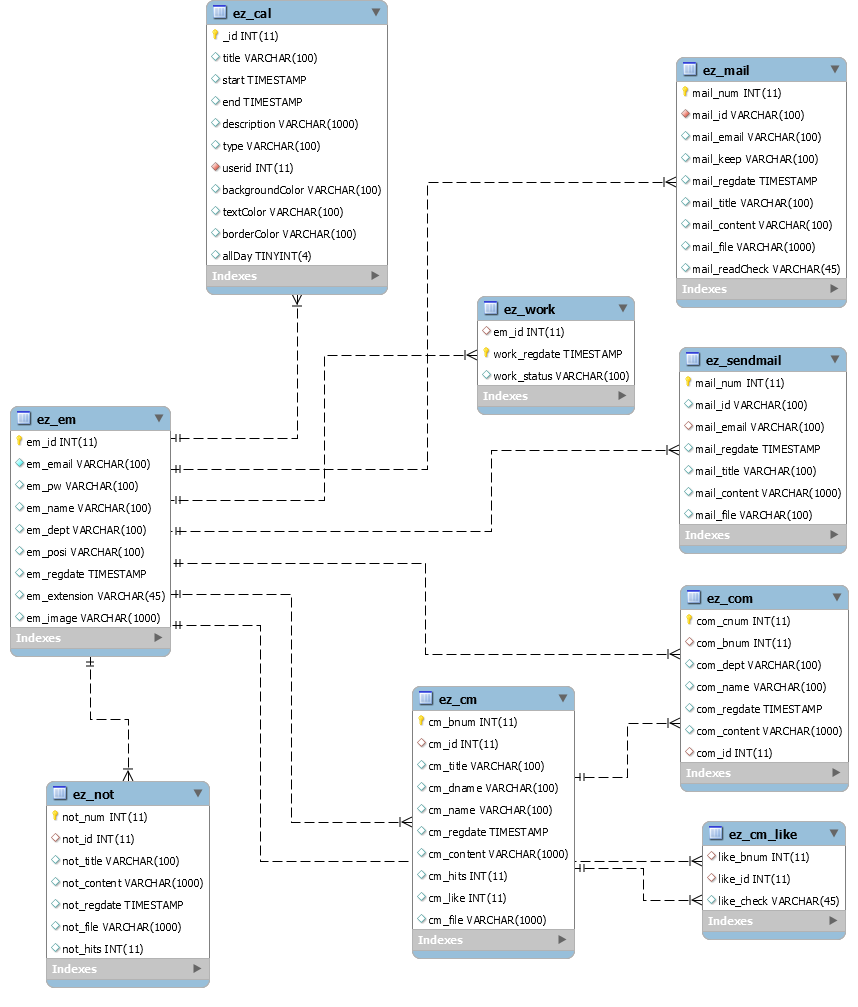 ez_cal
_id INT(11)
title VARCHAR(100)
start TIMESTAMP
end TIMESTAMP
description VARCHAR(1000)
type VARCHAR(100)
userid INT(11)
backgroundColor VARCHAR(100)
textColor VARCHAR(100)
borderColor VARCHAR(100)
allDay TINYINT(4)
Indexes
ez_mail
mail_num INT(11)
mail_id VARCHAR(100)
mail_email VARCHAR(100)
mail_keep VARCHAR(100)
mail_regdate TIMESTAMP
mail_title VARCHAR(100)
mail_content VARCHAR(100)
mail_file VARCHAR(1000)
mail_readCheck VARCHAR(45)
Indexes
ez_work
em_id INT(11)
work_regdate TIMESTAMP
work_status VARCHAR(100)
Indexes
ez_sendmail
mail_num INT(11)
mail_id VARCHAR(100)
mail_email VARCHAR(100)
mail_regdate TIMESTAMP
mail_title VARCHAR(100)
mail_content VARCHAR(1000)
mail_file VARCHAR(100)
Indexes
ez_em
em_id INT(11)
em_email VARCHAR(100)
em_pw VARCHAR(100)
em_name VARCHAR(100)
em_dept VARCHAR(100)
em_posi VARCHAR(100)
em_regdate TIMESTAMP
em_extension VARCHAR(45)
em_image VARCHAR(1000)
Indexes
ez_com
com_cnum INT(11)
com_bnum INT(11)
com_dept VARCHAR(100)
com_name VARCHAR(100)
com_regdate TIMESTAMP
com_content VARCHAR(1000)
com_id INT(11)
Indexes
ez_cm
cm_bnum INT(11)
cm_id INT(11)
cm_title VARCHAR(100)
cm_dname VARCHAR(100)
cm_name VARCHAR(100)
cm_regdate TIMESTAMP
cm_content VARCHAR(1000)
cm_hits INT(11)
cm_like INT(11)
cm_file VARCHAR(1000)
Indexes
ez_not
not_num INT(11)
not_id INT(11)
not_title VARCHAR(100)
not_content VARCHAR(1000)
not_regdate TIMESTAMP
not_file VARCHAR(1000)
not_hits INT(11)
Indexes
ez_cm_like
like_bnum INT(11)
like_id INT(11)
like_check VARCHAR(45)
Indexes